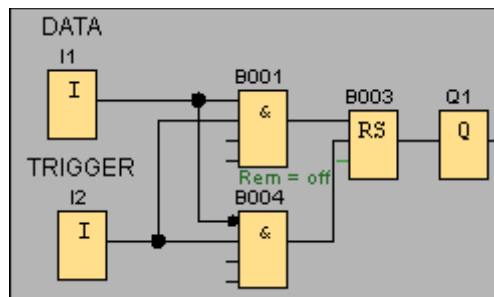 DATA
I1
I
B001
&
B003
RS
Q1
Q
TRIGGER
I2
I
Rem = off
B004
&